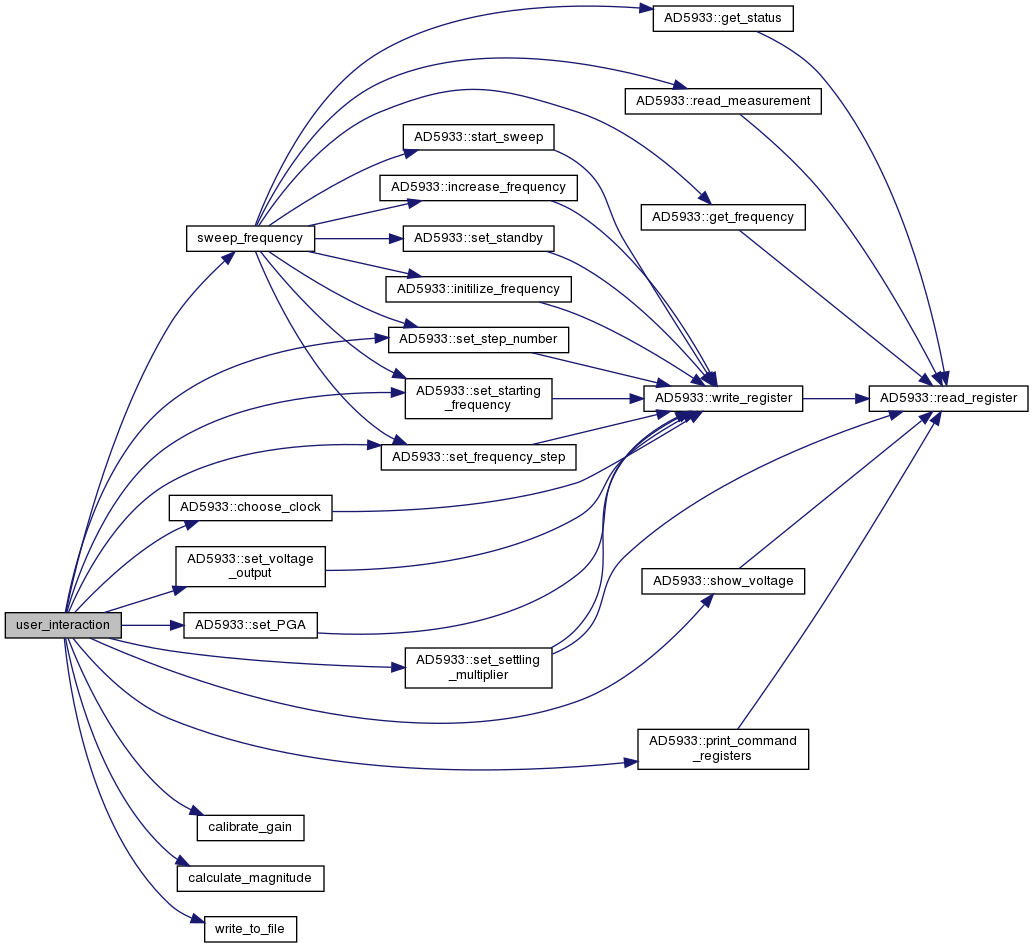 AD5933::get_status
AD5933::read_measurement
AD5933::start_sweep
AD5933::increase_frequency
AD5933::get_frequency
sweep_frequency
AD5933::set_standby
AD5933::initilize_frequency
AD5933::set_step_number
AD5933::set_starting
_frequency
AD5933::write_register
AD5933::read_register
AD5933::set_frequency_step
AD5933::choose_clock
AD5933::set_voltage
_output
AD5933::show_voltage
user_interaction
AD5933::set_PGA
AD5933::set_settling
_multiplier
AD5933::print_command
_registers
calibrate_gain
calculate_magnitude
write_to_file